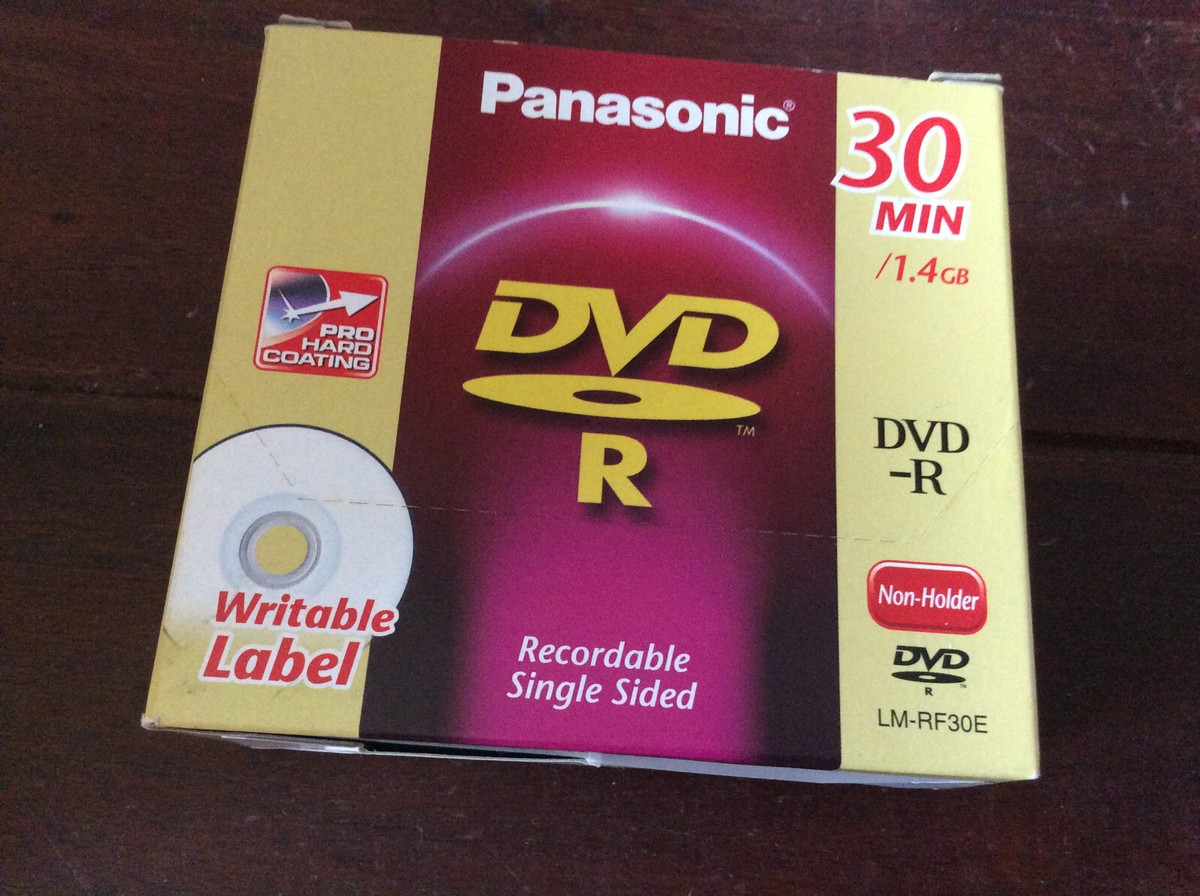 Panasonic®
30
MIN
/1.4GB
PRO
HARD
COATING
DVD
™
R
DVD
-R
Writable
Label
Recordable
Single Sided
Non-Holder
DVD
R
LM-RF30E